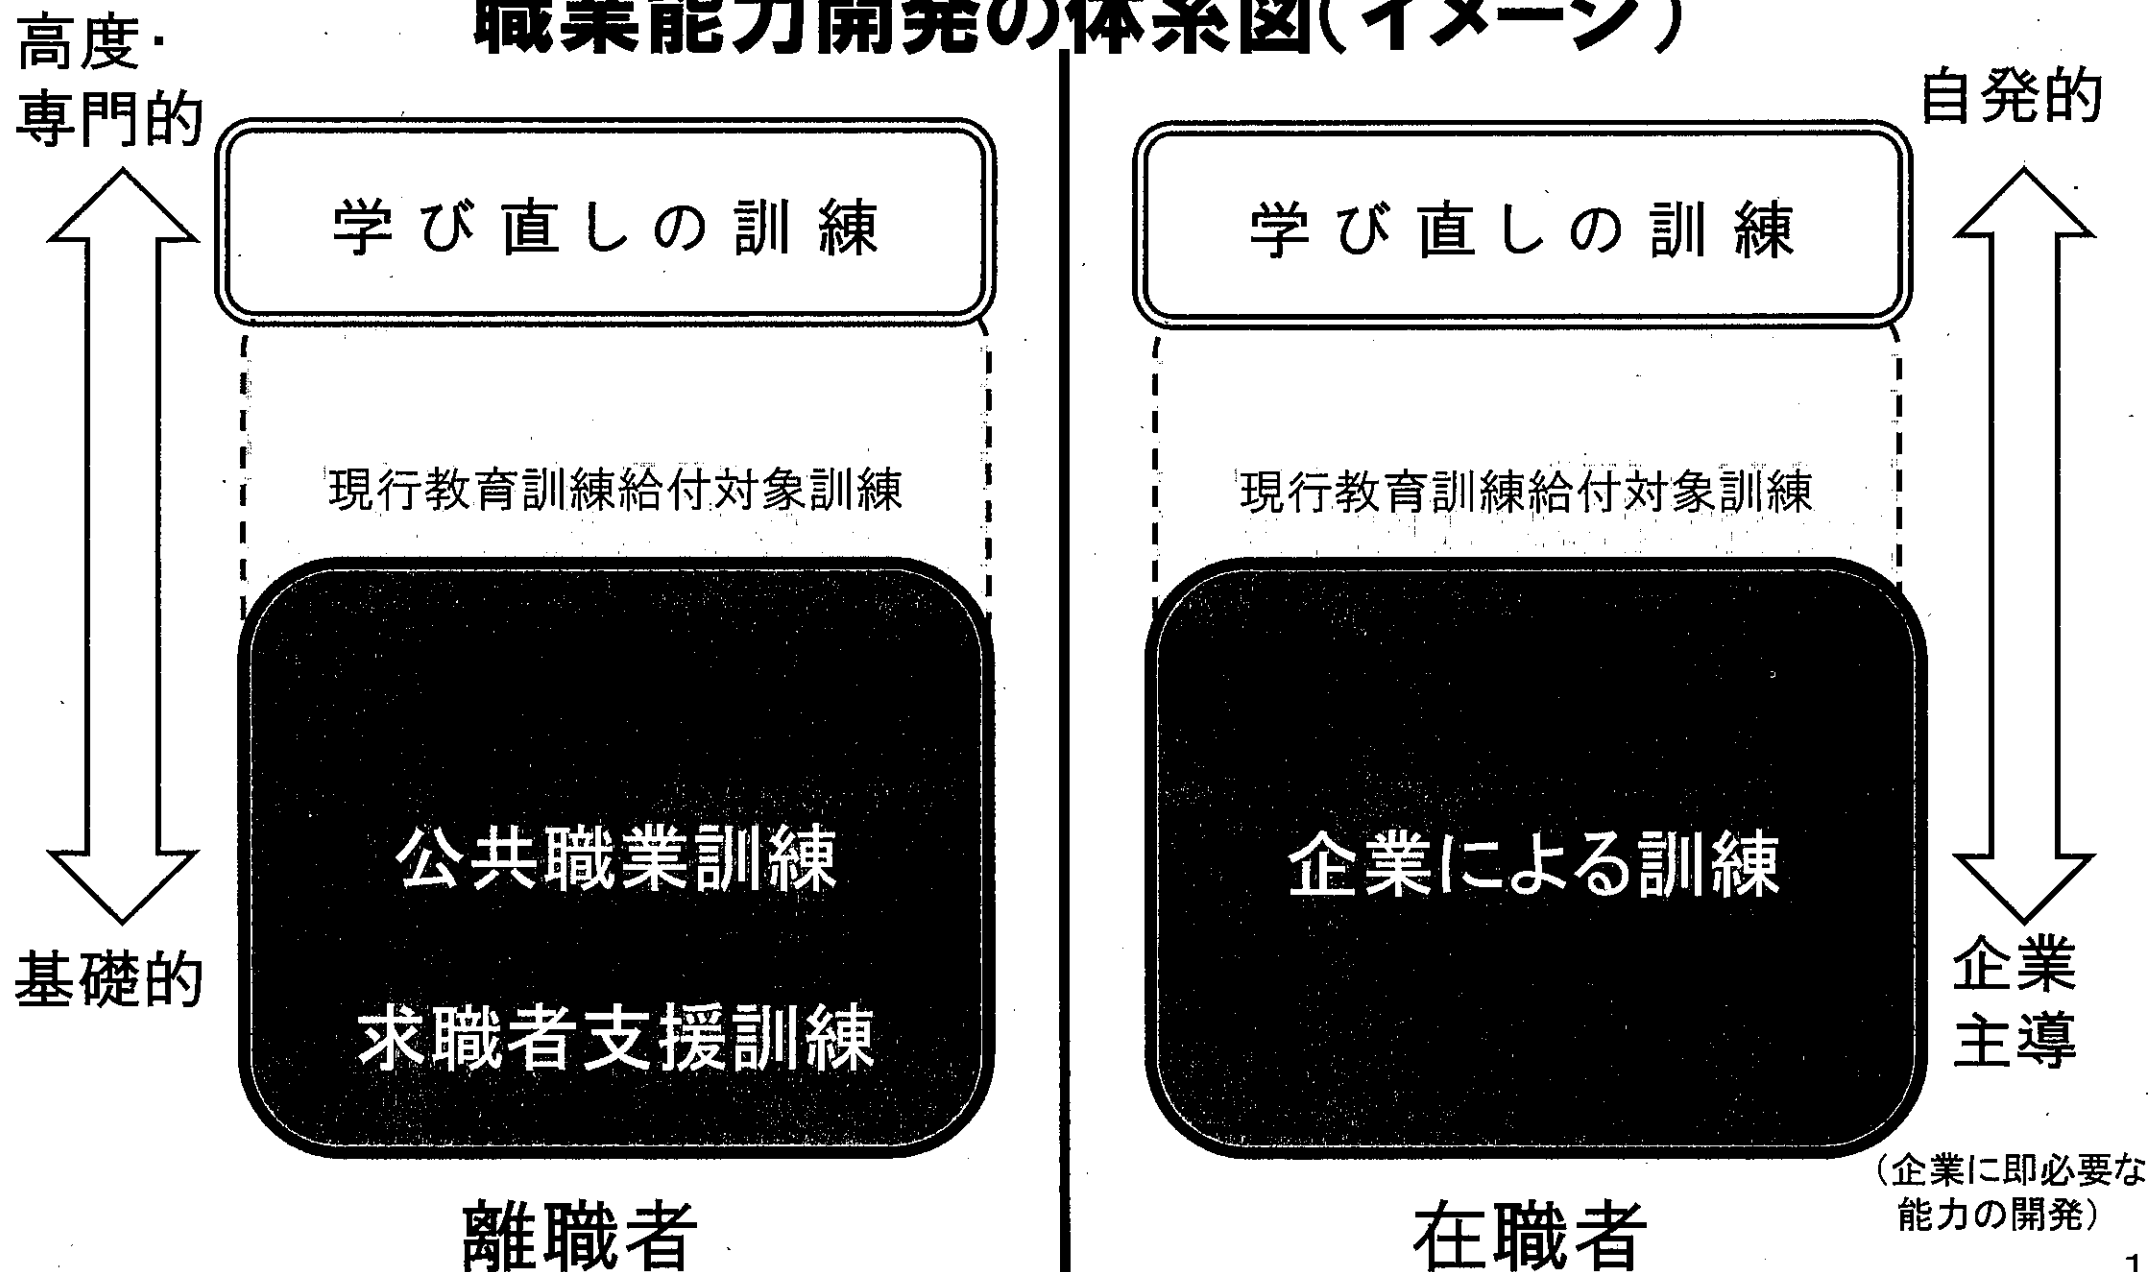 職業能力開発の体系図(イメージ)
高度・
専門的
基礎的
学び直しの訓練
現行教育訓練給付対象訓練
公共職業訓練
求職者支援訓練
離職者
学び直しの訓練
現行教育訓練給付対象訓練
企業による訓練
在職者
自発的
企業
主導
(企業に即必要な
能力の開発)
1